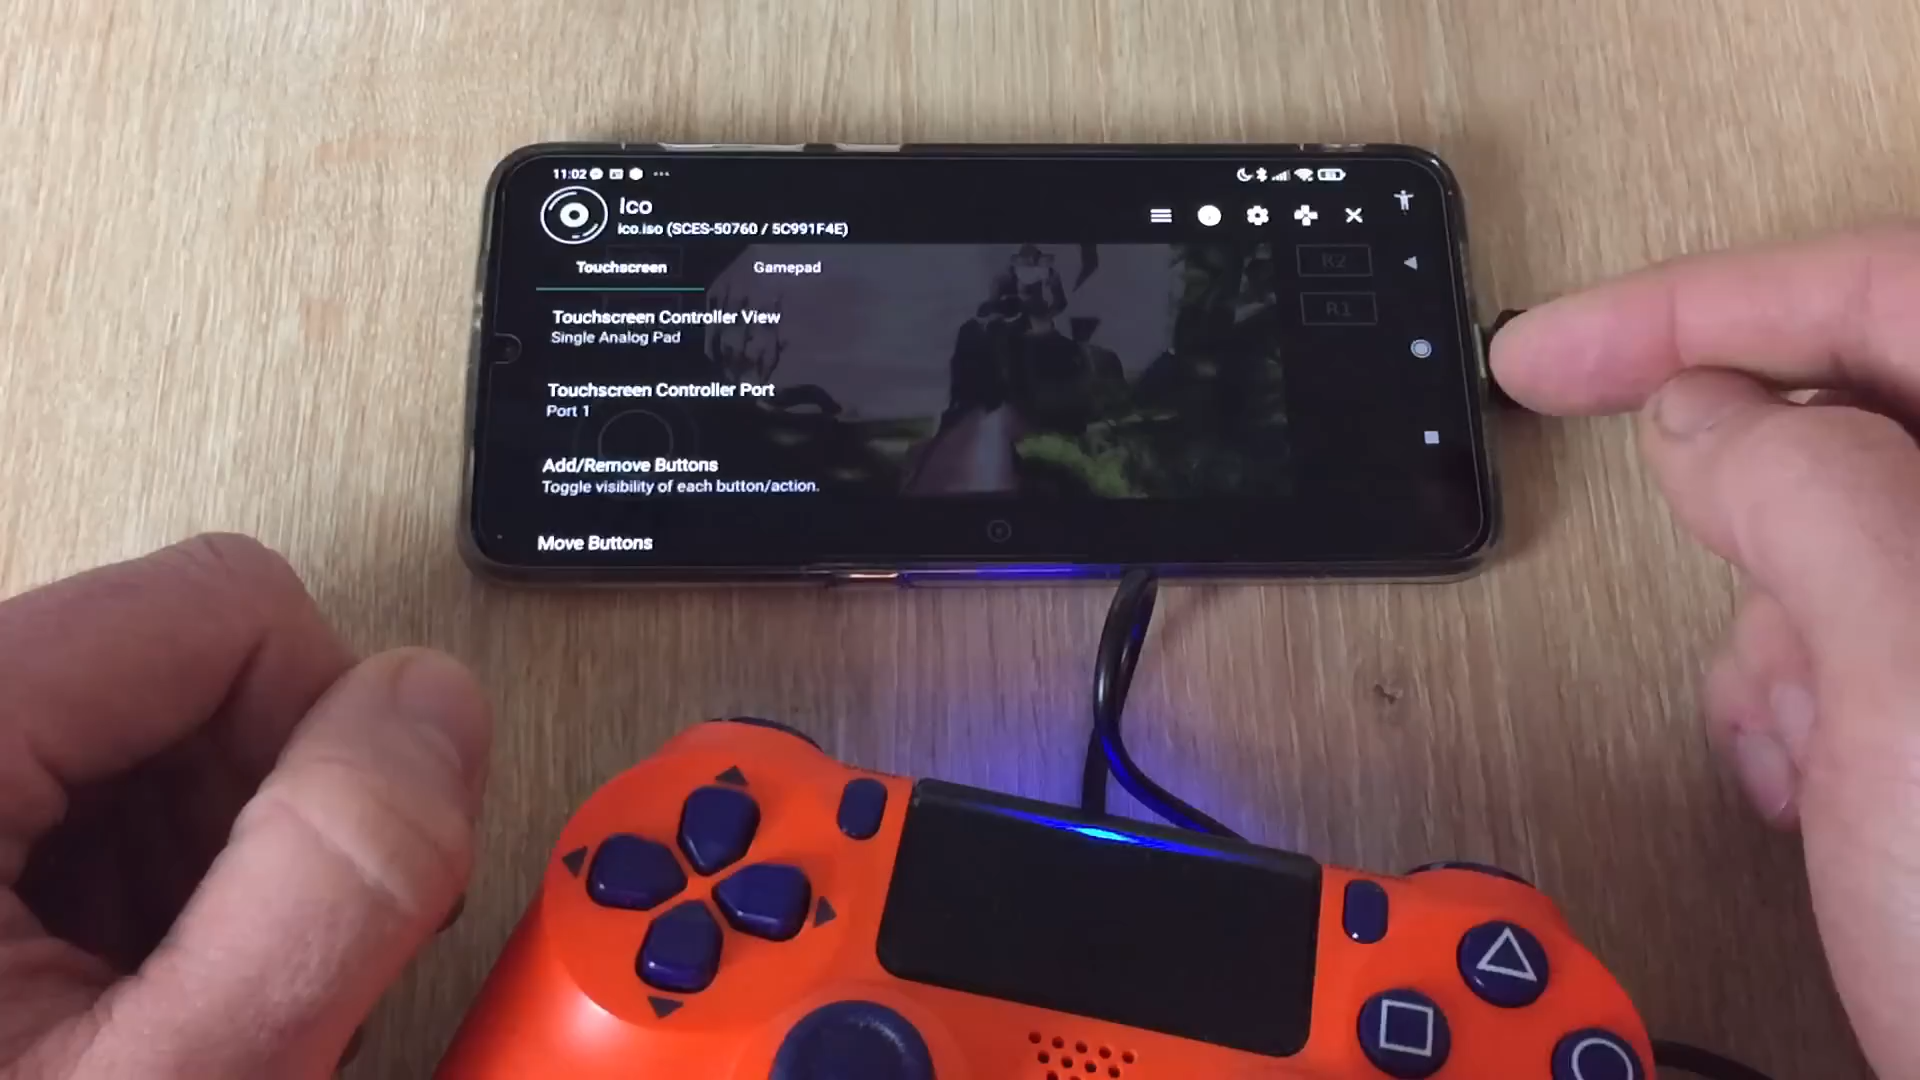 11:02
Ico
Ico.iso (SCES-50760 / 5C991F4E)
Touchscreen
Gamepad
R2
Touchscreen Controller View
Single Analog Pad
R1
Touchscreen Controller Port
Port 1
Add/Remove Buttons
Toggle visibility of each button/action.
Move Buttons